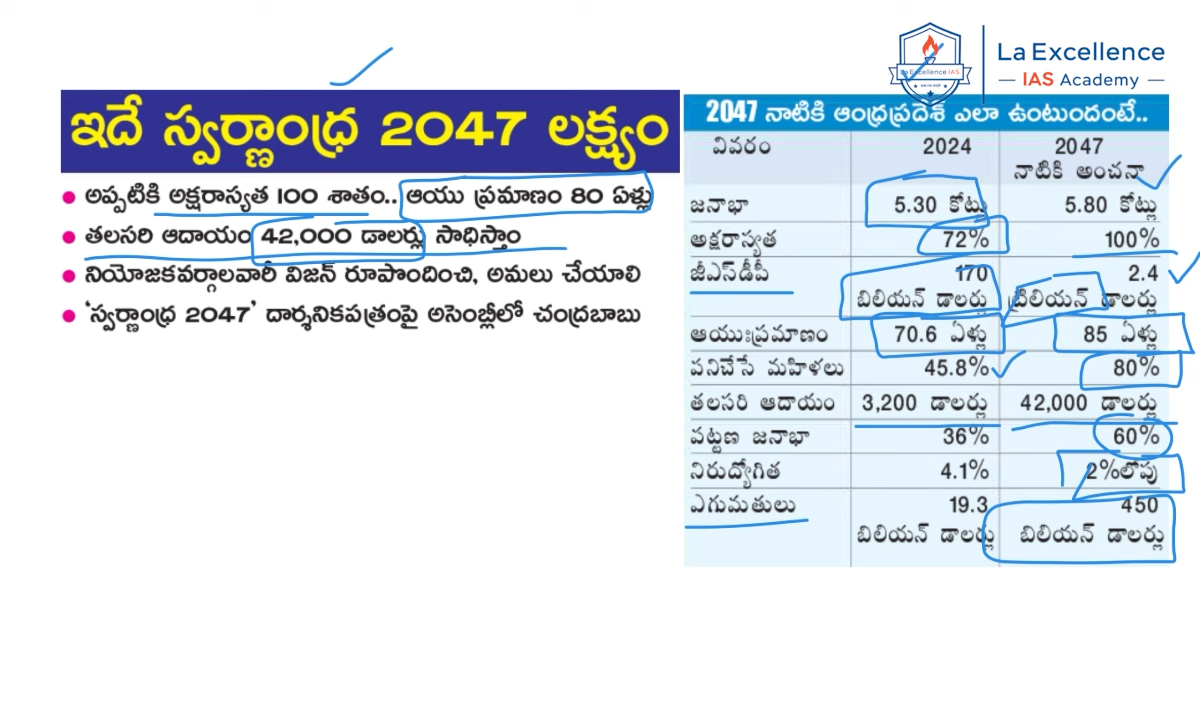 La Excellence
IAS Academy
La Excellence IAS
ఇదే స్వర్ణాంధ్ర 2047 లక్ష్యం
• అప్పటికి అక్షరాస్యత 100 శాతం.. ఆయు ప్రమాణం 80 ఏళ్లు
• తలసరి ఆదాయం 42,000 డాలర్లు సాధిస్తాం
• నియోజకవర్గాలవారీ విజన్ రూపొందించి, అమలు చేయాలి
• ‘స్వర్ణాంధ్ర 2047’ దార్శనికపత్రంపై అసెంబ్లీలో చంద్రబాబు
2047 నాటికి ఆంధ్రప్రదేశ్ ఎలా ఉంటుందంటే..
వివరం 2024 2047
నాటికి అంచనా
జనాభా 5.30 కోట్లు 5.80 కోట్లు
అక్షరాస్యత 72% 100%
జీఎస్‌డీపీ 170 2.4
బిలియన్ డాలర్లు ట్రిలియన్ డాలర్లు
ఆయుఃప్రమాణం 70.6 ఏళ్లు 85 ఏళ్లు
పనిచేసే మహిళలు 45.8% 80%
తలసరి ఆదాయం 3,200 డాలర్లు 42,000 డాలర్లు
పట్టణ జనాభా 36% 60%
నిరుద్యోగిత 4.1% 2%లోపు
ఎగుమతులు 19.3 450
బిలియన్ డాలర్లు బిలియన్ డాలర్లు